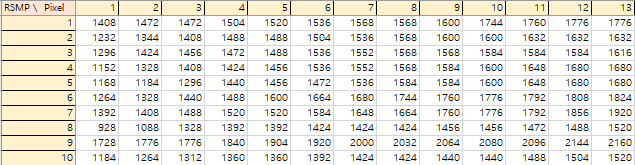 RSMP \ Pixel 1 2 3 4 5 6 7 8 9 10 11 12 13
1 1408 1472 1472 1504 1520 1536 1568 1568 1600 1744 1760 1776 1776
2 1232 1344 1408 1488 1488 1504 1536 1568 1600 1600 1632 1632 1632
3 1296 1424 1456 1472 1488 1536 1552 1568 1568 1584 1584 1584 1616
4 1152 1328 1408 1424 1456 1536 1552 1568 1584 1600 1648 1680 1680
5 1168 1184 1296 1440 1456 1472 1536 1584 1584 1600 1648 1680 1680
6 1264 1328 1440 1488 1600 1664 1680 1744 1760 1776 1792 1808 1824
7 1392 1408 1488 1520 1520 1584 1648 1664 1760 1776 1792 1856 1920
8 928 1088 1328 1392 1392 1424 1424 1424 1456 1456 1472 1488 1520
9 1728 1776 1776 1840 1904 1920 2000 2032 2064 2080 2096 2144 2160
10 1184 1264 1312 1360 1360 1392 1424 1424 1440 1440 1488 1504 1520